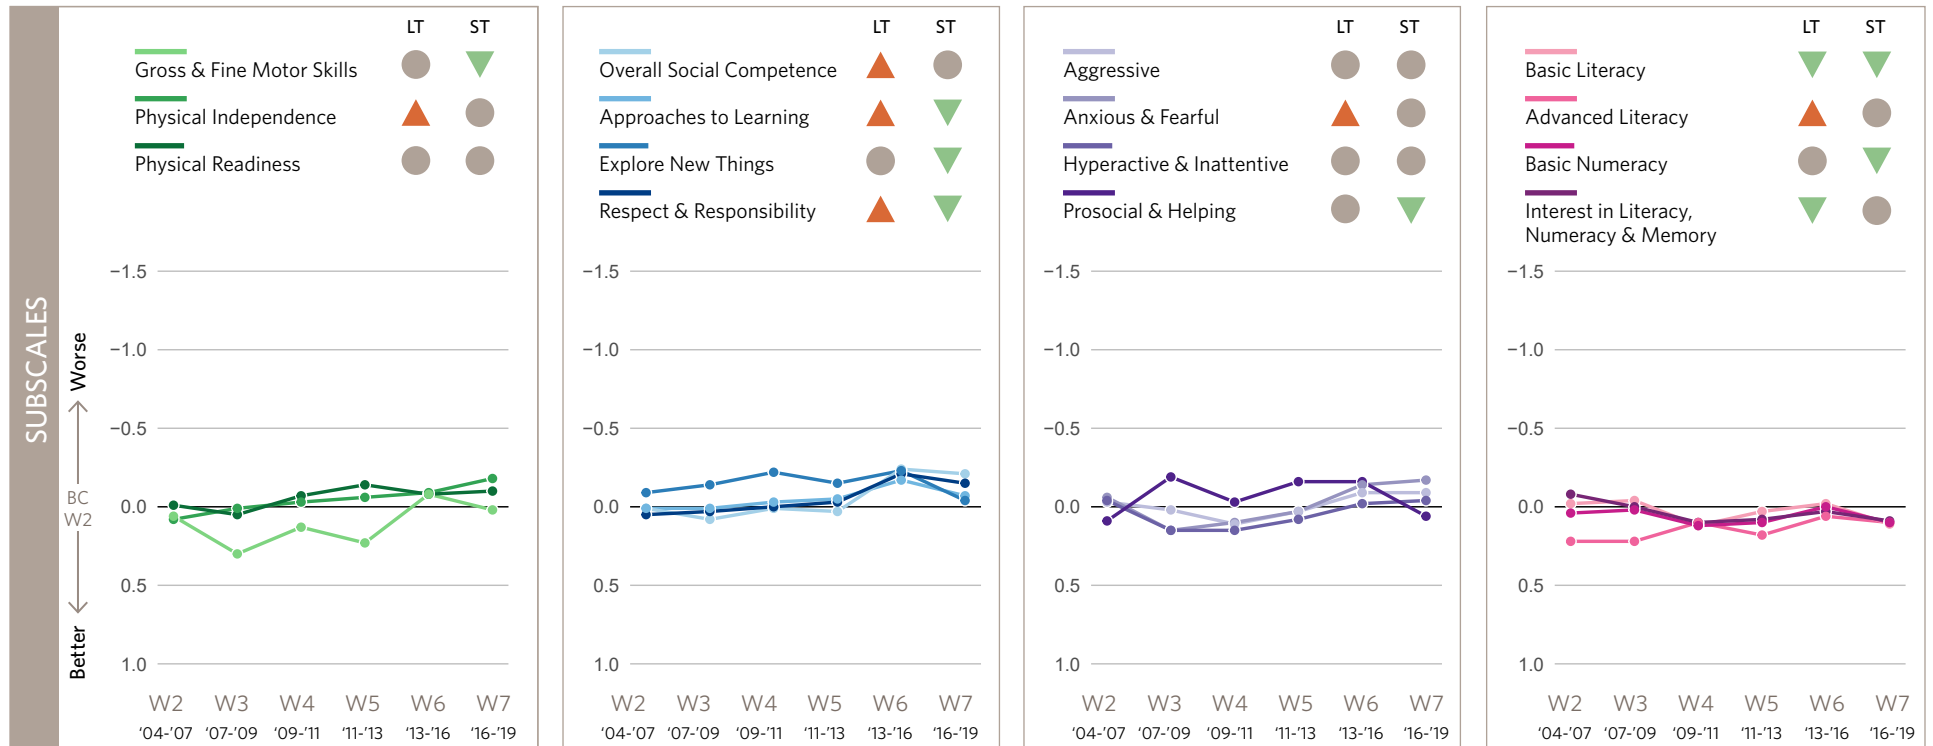 SUBSCALES
Worse
BC
W2
Better
LT ST
Gross & Fine Motor Skills
Physical Independence
Physical Readiness
−1.5
−1.0
−0.5
0.0
0.5
1.0
W2 W3 W4 W5 W6 W7
‘04-’07 ‘07-’09 ‘09-’11 ‘11-’13 ‘13-’16 ‘16-’19
LT ST
Overall Social Competence
Approaches to Learning
Explore New Things
Respect & Responsibility
−1.5
−1.0
−0.5
0.0
0.5
1.0
W2 W3 W4 W5 W6 W7
‘04-’07 ‘07-’09 ‘09-’11 ‘11-’13 ‘13-’16 ‘16-’19
LT ST
Aggressive
Anxious & Fearful
Hyperactive & Inattentive
Prosocial & Helping
−1.5
−1.0
−0.5
0.0
0.5
1.0
W2 W3 W4 W5 W6 W7
‘04-’07 ‘07-’09 ‘09-’11 ‘11-’13 ‘13-’16 ‘16-’19
LT ST
Basic Literacy
Advanced Literacy
Basic Numeracy
Interest in Literacy,
Numeracy & Memory
−1.5
−1.0
−0.5
0.0
0.5
1.0
W2 W3 W4 W5 W6 W7
‘04-’07 ‘07-’09 ‘09-’11 ‘11-’13 ‘13-’16 ‘16-’19